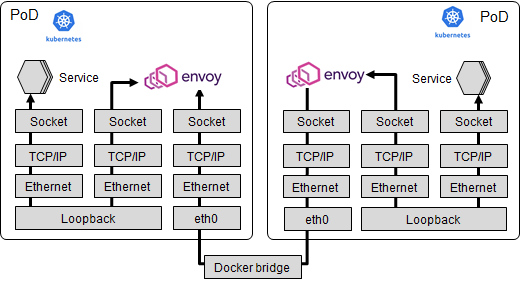 PoD
kubernetes
Service
envoy
Socket
Socket
Socket
TCP/IP
TCP/IP
TCP/IP
Ethernet
Ethernet
Ethernet
Loopback
eth0
PoD
kubernetes
envoy
Service
Socket
Socket
Socket
TCP/IP
TCP/IP
TCP/IP
Ethernet
Ethernet
Ethernet
eth0
Loopback
Docker bridge